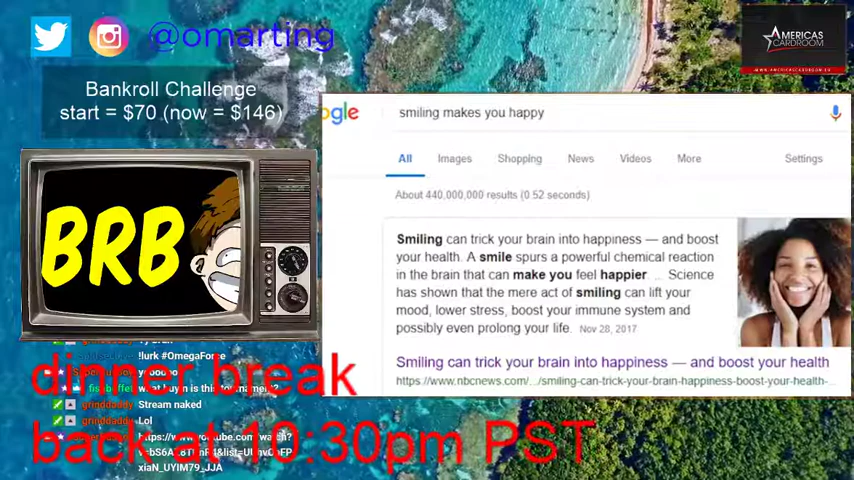 @omarting
AMERICAS
CARDROOM
WWW.AMERICASCARDROOM.EU
Bankroll Challenge
start = $70 (now = $146)
BRB
ogle
smiling makes you happy
All Images Shopping News Videos More Settings
About 440,000,000 results (0.52 seconds)
Smiling can trick your brain into happiness — and boost
your health. A smile spurs a powerful chemical reaction
in the brain that can make you feel happier ... Science
has shown that the mere act of smiling can lift your
mood, lower stress, boost your immune system and
possibly even prolong your life. Nov 28, 2017
Smiling can trick your brain into happiness — and boost your health
https://www.nbcnews.com/.../smiling-can-trick-your-brain-happiness-boost-your-health-...
!lurk #OmegaForce
dinner break
grinddaddy Stream naked
grinddaddy Lol
back at 10:30pm PST
xiaN_UYIM79_JJA